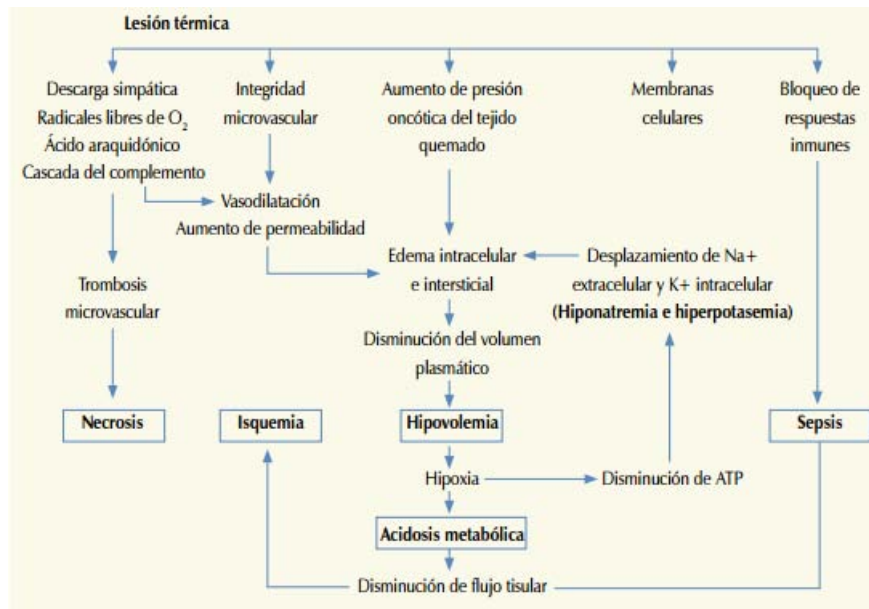 Lesión térmica
Descarga simpática
Radicales libres de O2
Ácido araquidónico
Cascada del complemento
Integridad
microvascular
Aumento de presión
oncótica del tejido
quemado
Membranas
celulares
Bloqueo de
respuestas
inmunes
Vasodilatación
Aumento de permeabilidad
Trombosis
microvascular
Edema intracelular
e intersticial
Desplazamiento de Na+
extracelular y K+ intracelular
(Hiponatremia e hiperpotasemia)
Disminución del volumen
plasmático
Necrosis
Isquemia
Hipovolemia
Sepsis
Hipoxia
Disminución de ATP
Acidosis metabólica
Disminución de flujo tisular